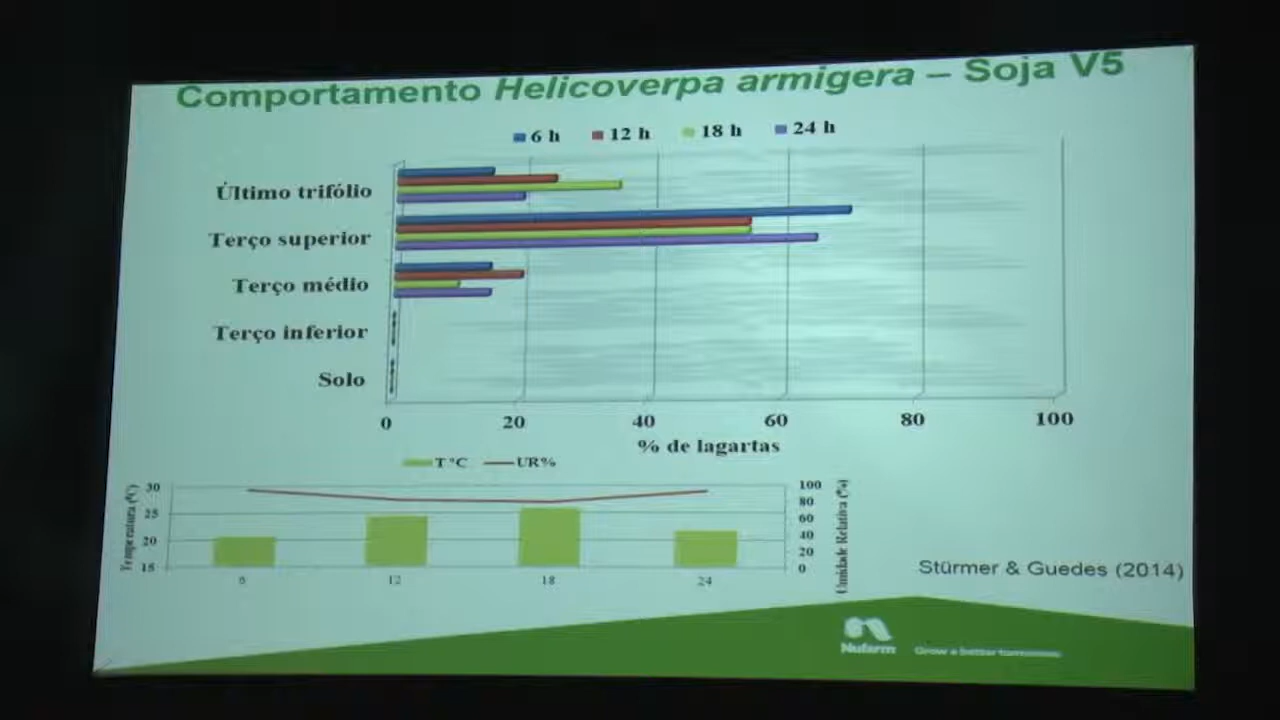 Comportamento Helicoverpa armigera – Soja V5
6 h 12 h 18 h 24 h
Último trifólio
Terço superior
Terço médio
Terço inferior
Solo
0 20 40 60 80 100
% de lagartas
T ºC UR%
Temperatura (ºC)
30
25
20
15
100
80
60
40
20
0
Umidade Relativa (%)
6 12 18 24
Stürmer & Guedes (2014)
Nufarm
Grow a better tomorrow